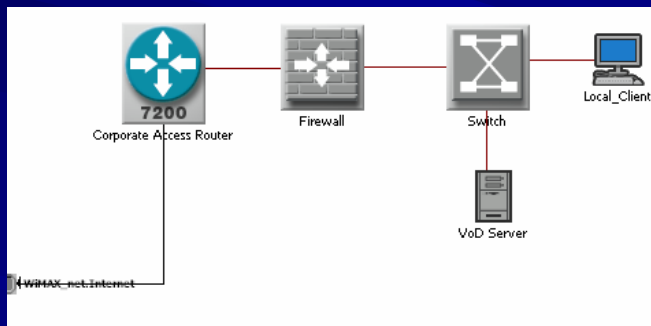 7200
Corporate Access Router
Firewall
Switch
Local_Client
VoD Server
WiMAX_net.Internet